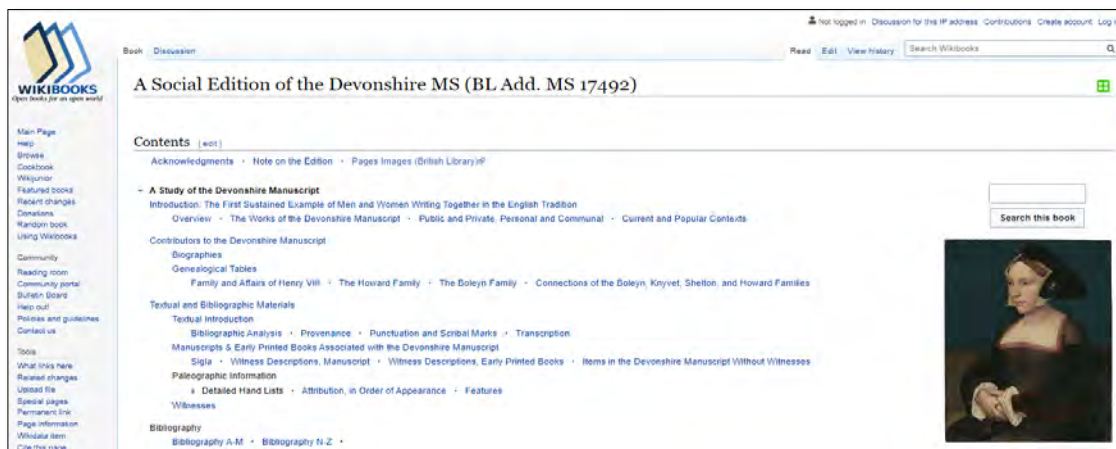 Not logged in Discussion for this IP address Contributions Create account Log
Book Discussion Read Edit View history Search Wikibooks
WIKIBOOKS
Open books for an open world
A Social Edition of the Devonshire MS (BL Add. MS 17492)
Main Page
Help
Browse
Cookbook
Wikijunior
Featured books
Recent changes
Donations
Random book
Using Wikibooks
Community
Reading room
Community portal
Bulletin Board
Help out!
Policies and guidelines
Contact us
Tools
What links here
Related changes
Upload file
Special pages
Permanent link
Page information
Wikidata item
Cite this page
Contents [edit]
Acknowledgments · Note on the Edition · Pages Images (British Library)
– A Study of the Devonshire Manuscript
Introduction: The First Sustained Example of Men and Women Writing Together in the English Tradition
Overview · The Works of the Devonshire Manuscript · Public and Private, Personal and Communal · Current and Popular Contexts
Contributors to the Devonshire Manuscript
Biographies
Genealogical Tables
Family and Affairs of Henry VIII · The Howard Family · The Boleyn Family · Connections of the Boleyn, Knyvet, Shelton, and Howard Families
Textual and Bibliographic Materials
Textual Introduction
Bibliographic Analysis · Provenance · Punctuation and Scribal Marks · Transcription
Manuscripts & Early Printed Books Associated with the Devonshire Manuscript
Sigla · Witness Descriptions, Manuscript · Witness Descriptions, Early Printed Books · Items in the Devonshire Manuscript Without Witnesses
Paleographic Information
Detailed Hand Lists · Attribution, in Order of Appearance · Features
Witnesses
Bibliography
Bibliography A-M · Bibliography N-Z ·
Search this book